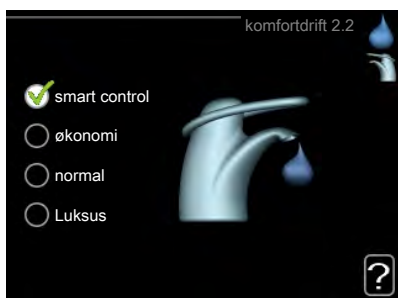 komfortdrift 2.2
smart control
økonomi
normal
Luksus
?